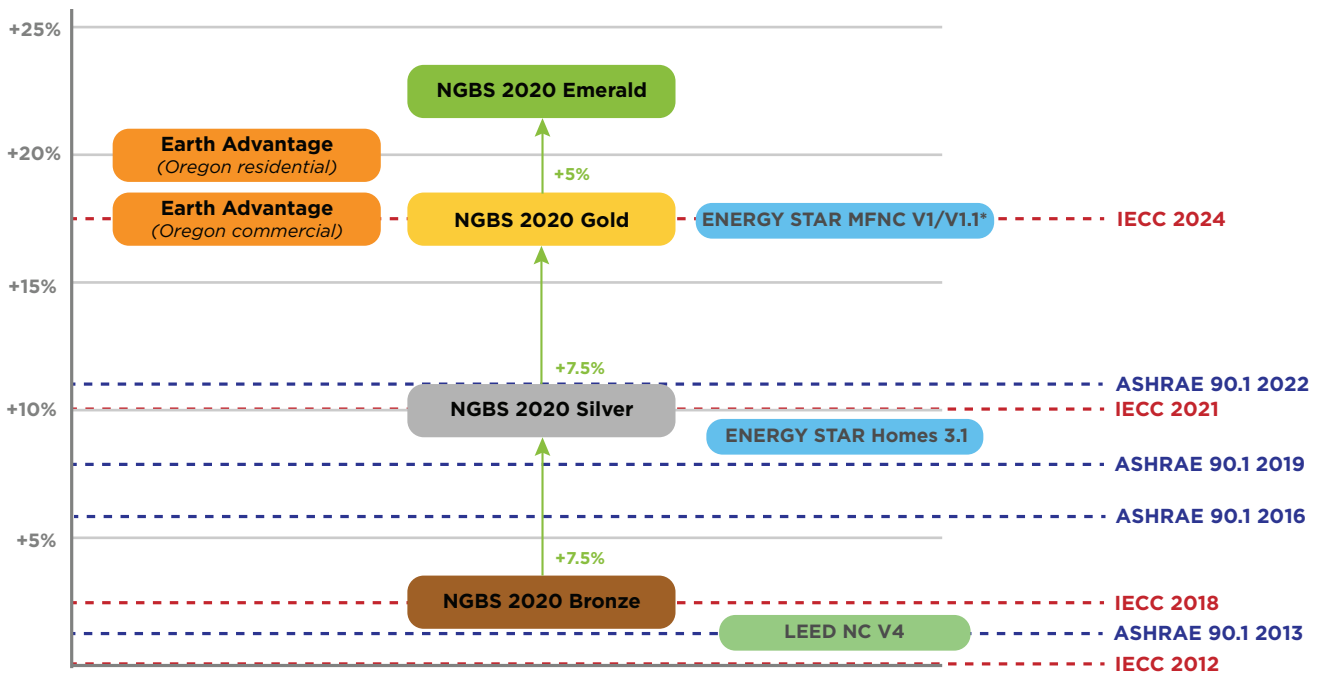 +25%
NGBS 2020 Emerald
Earth Advantage
(Oregon residential)
+20%
+5%
Earth Advantage
(Oregon commercial)
NGBS 2020 Gold
ENERGY STAR MFNC V1/V1.1*
IECC 2024
+15%
+7.5%
ASHRAE 90.1 2022
+10%
NGBS 2020 Silver
IECC 2021
ENERGY STAR Homes 3.1
ASHRAE 90.1 2019
ASHRAE 90.1 2016
+5%
+7.5%
NGBS 2020 Bronze
IECC 2018
LEED NC V4
ASHRAE 90.1 2013
IECC 2012